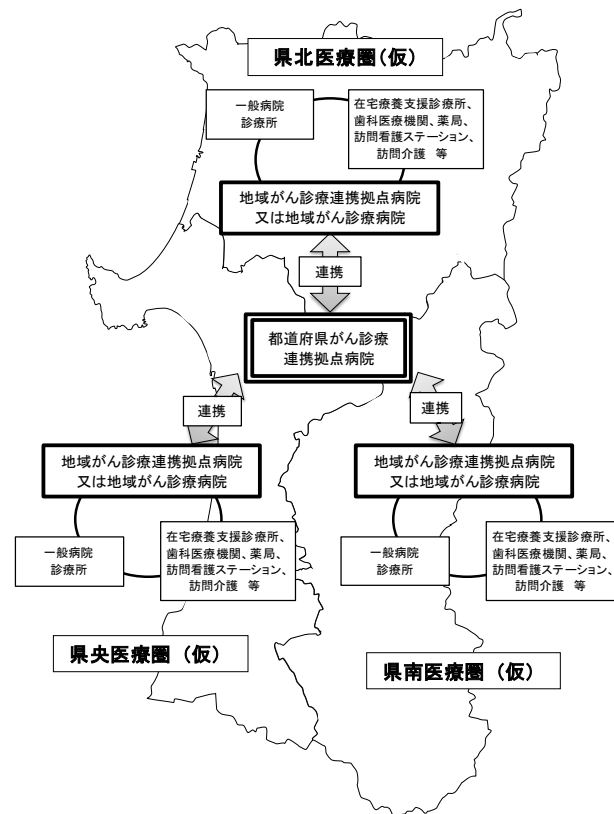 県北医療圏（仮）
一般病院
診療所
在宅療養支援診療所、
歯科医療機関、薬局、
訪問看護ステーション、
訪問介護 等
地域がん診療連携拠点病院
又は地域がん診療病院
連携
都道府県がん診療
連携拠点病院
連携
連携
地域がん診療連携拠点病院
又は地域がん診療病院
一般病院
診療所
在宅療養支援診療所、
歯科医療機関、薬局、
訪問看護ステーション、
訪問介護 等
県央医療圏（仮）
地域がん診療連携拠点病院
又は地域がん診療病院
一般病院
診療所
在宅療養支援診療所、
歯科医療機関、薬局、
訪問看護ステーション、
訪問介護 等
県南医療圏（仮）